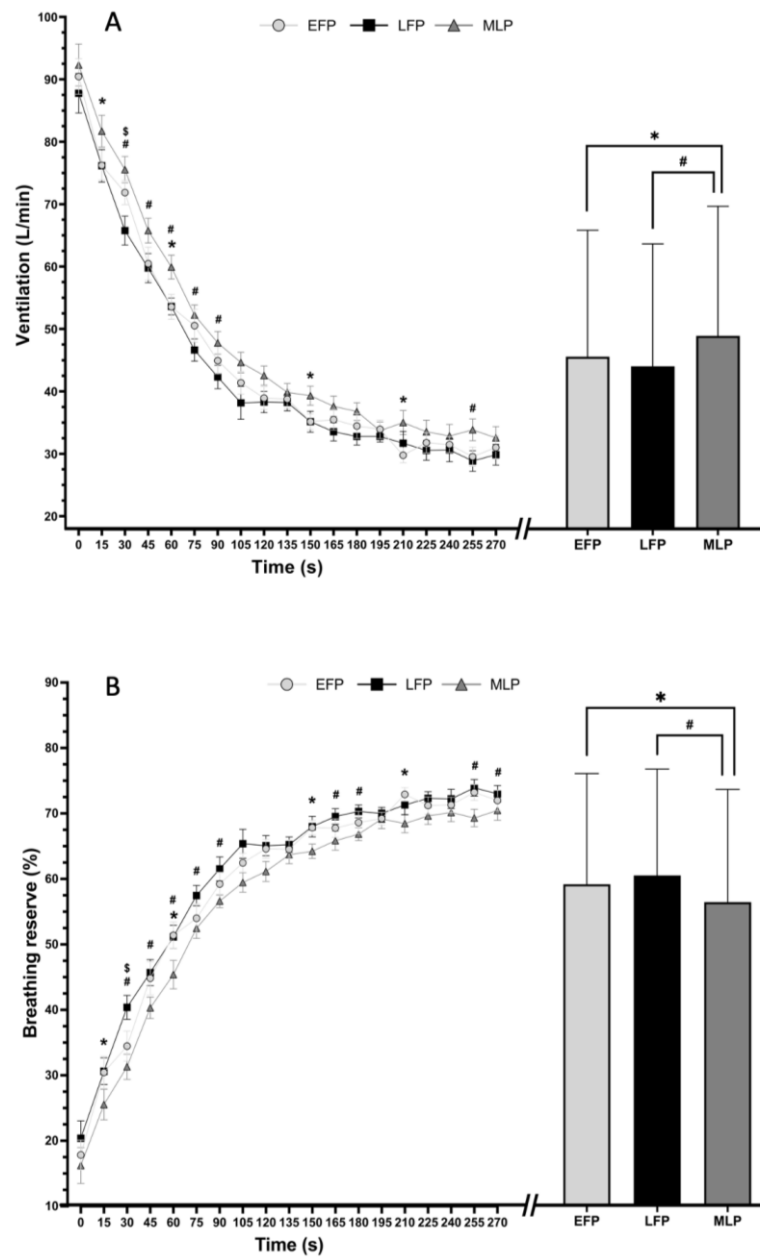 A
EFP LFP MLP
Ventilation (L/min)
100
90
80
70
60
50
40
30
20
* $ # # # * # # * * #
* #
0 15 30 45 60 75 90 105 120 135 150 165 180 195 210 225 240 255 270
Time (s)
EFP LFP MLP
B
EFP LFP MLP
Breathing reserve (%)
90
80
70
60
50
40
30
20
10
* $ # # # * # # * # # * # #
* #
0 15 30 45 60 75 90 105 120 135 150 165 180 195 210 225 240 255 270
Time (s)
EFP LFP MLP